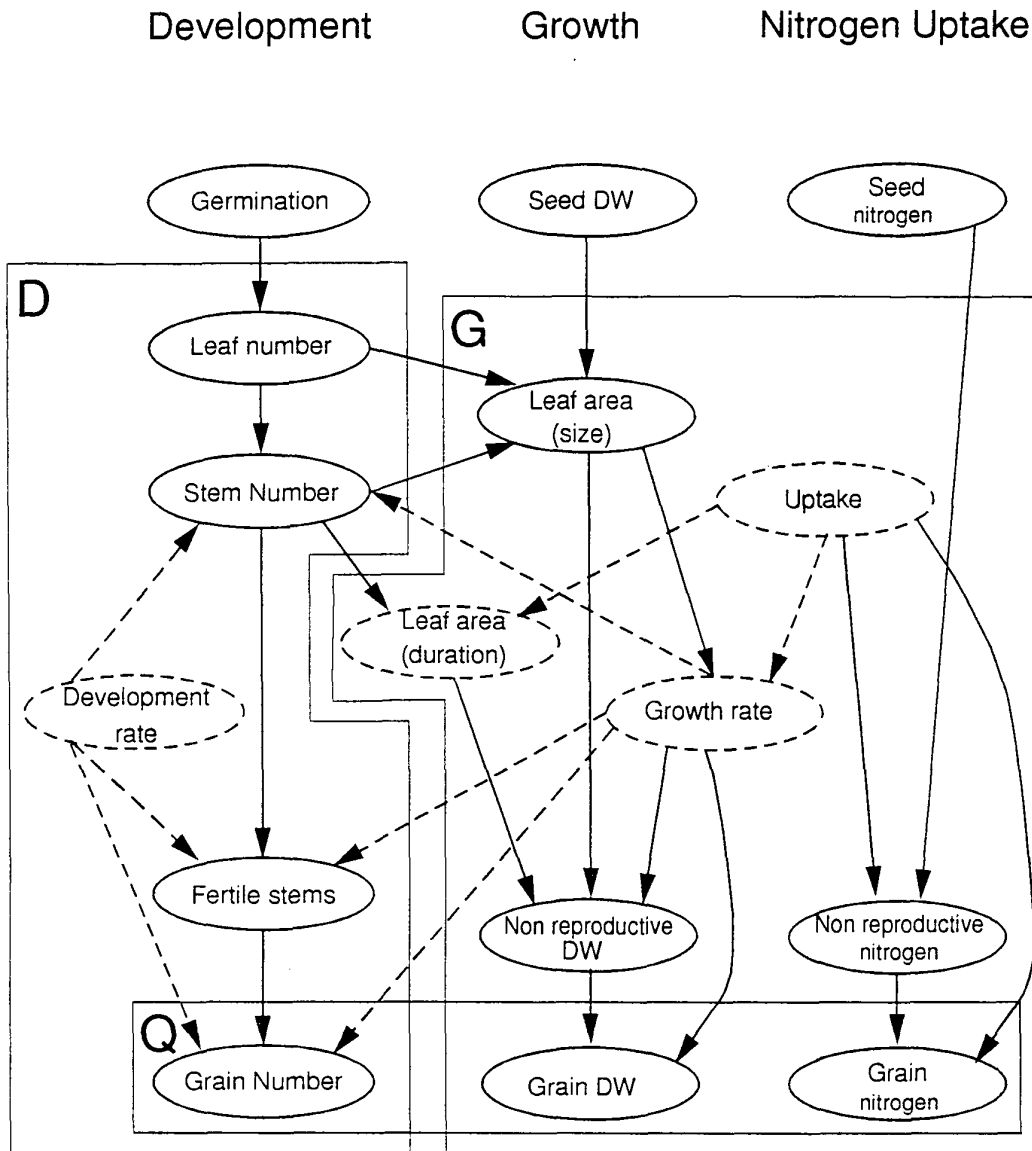 Development Growth Nitrogen Uptake
Germination
Seed DW
Seed
nitrogen
D
G
Leaf number
Leaf area
(size)
Stem Number
Uptake
Leaf area
(duration)
Development
rate
Growth rate
Fertile stems
Non reproductive
DW
Non reproductive
nitrogen
Q
Grain Number
Grain DW
Grain
nitrogen